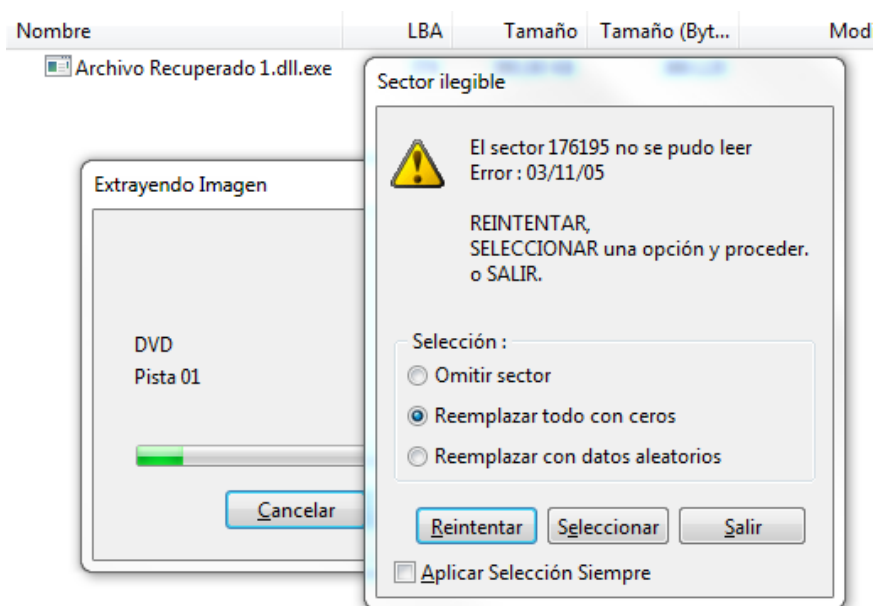 Nombre LBA Tamaño Tamaño (Byt... Mod
Archivo Recuperado 1.dll.exe
Sector ilegible
El sector 176195 no se pudo leer
Error : 03/11/05
REINTENTAR,
SELECCIONAR una opción y proceder.
o SALIR.
Selección :
Omitir sector
Reemplazar todo con ceros
Reemplazar con datos aleatorios
Reintentar Seleccionar Salir
Aplicar Selección Siempre
Extrayendo Imagen
DVD
Pista 01
Cancelar